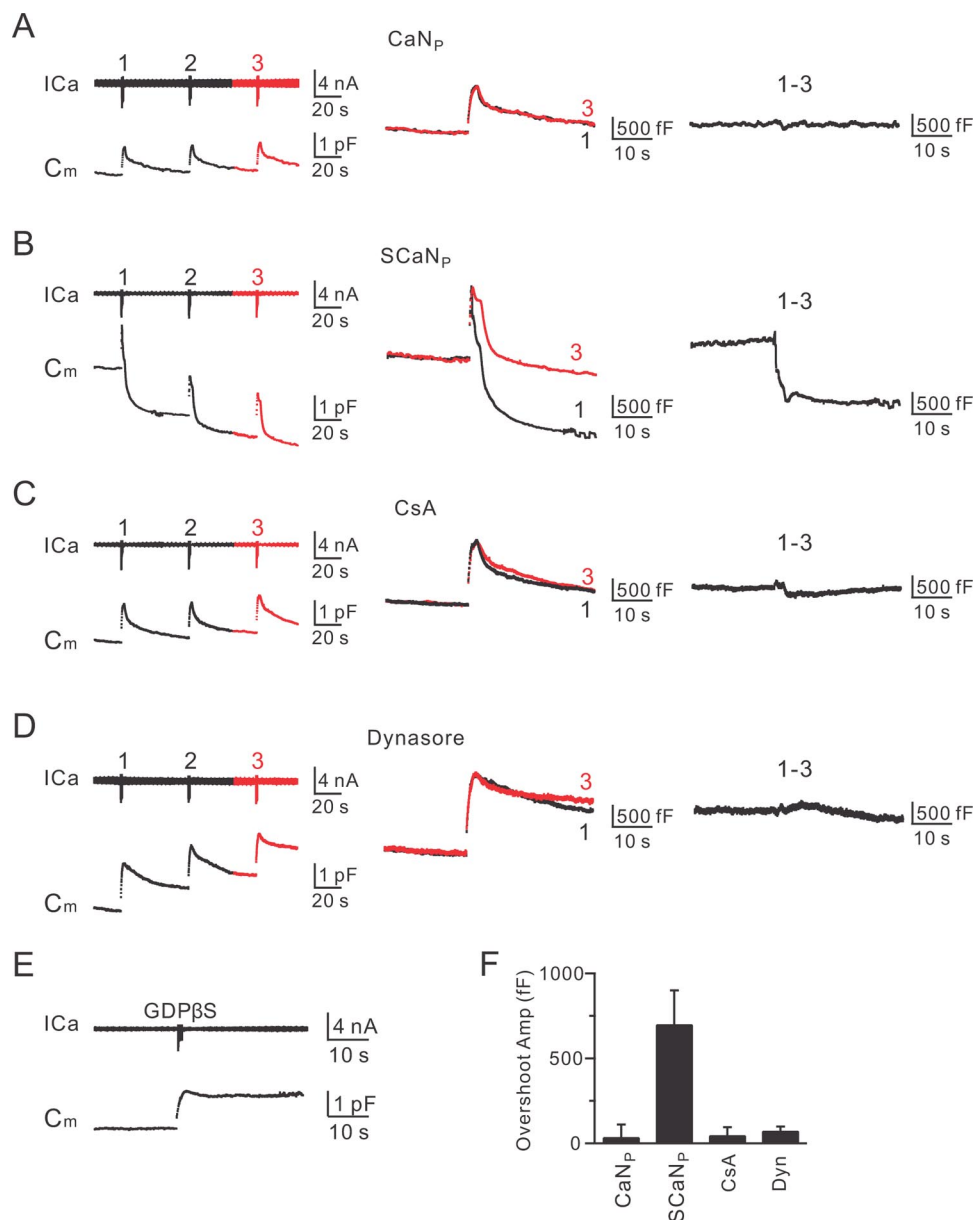 A
CaN_P
1 2 3
ICa
4 nA
20 s
Cm
1 pF
20 s
3
1
500 fF
10 s
1-3
500 fF
10 s
B
SCaN_P
1 2 3
ICa
4 nA
20 s
Cm
1 pF
20 s
3
1
500 fF
10 s
1-3
500 fF
10 s
C
CsA
1 2 3
ICa
4 nA
20 s
Cm
1 pF
20 s
3
1
500 fF
10 s
1-3
500 fF
10 s
D
Dynasore
1 2 3
ICa
4 nA
20 s
Cm
1 pF
20 s
3
1
500 fF
10 s
1-3
500 fF
10 s
E
GDPβS
ICa
4 nA
10 s
Cm
1 pF
10 s
F
Overshoot Amp (fF)
1000
500
0
CaN_P
SCaN_P
CsA
Dyn